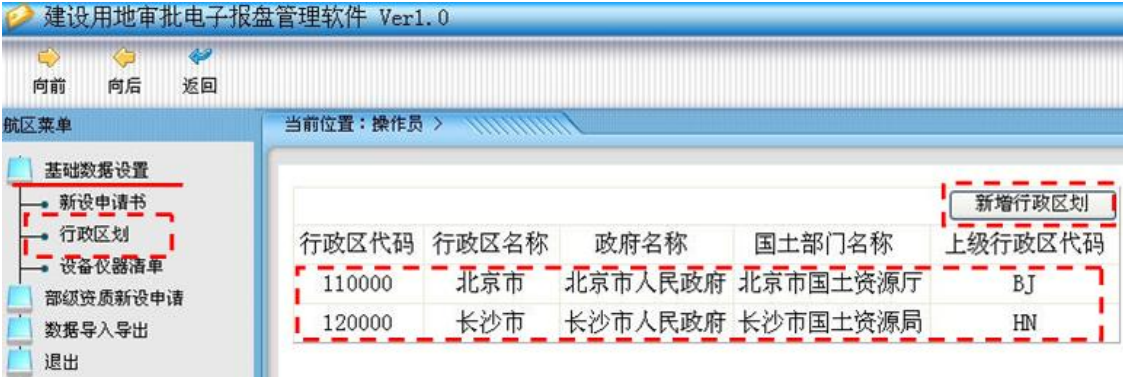 建设用地审批电子报盘管理软件 Ver1.0
向前 向后 返回
航区菜单
当前位置：操作员 >
基础数据设置
新设申请书
行政区划
设备仪器清单
部级资质新设申请
数据导入导出
退出
新增行政区划
行政区代码 行政区名称 政府名称 国土部门名称 上级行政区代码
110000 北京市 北京市人民政府 北京市国土资源厅 BJ
120000 长沙市 长沙市人民政府 长沙市国土资源局 HN